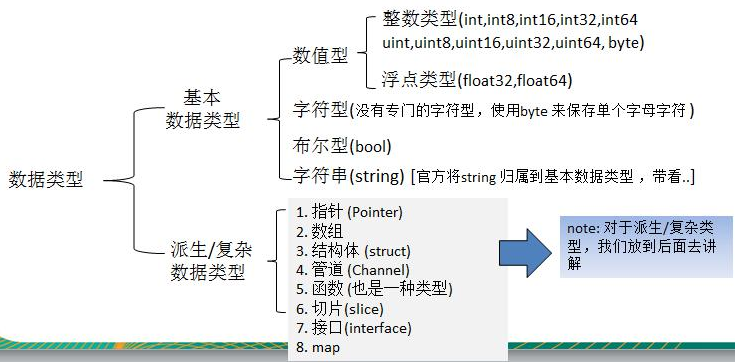 整数类型(int,int8,int16,int32,int64
uint,uint8,uint16,uint32,uint64, byte)
数值型
浮点类型(float32,float64)
基本
数据类型
字符型(没有专门的字符型，使用byte 来保存单个字母字符)
布尔型(bool)
字符串(string) [官方将string 归属到基本数据类型 ，带看..]
数据类型
派生/复杂
数据类型
1. 指针 (Pointer)
2. 数组
3. 结构体 (struct)
4. 管道 (Channel)
5. 函数 (也是一种类型)
6. 切片(slice)
7. 接口(interface)
8. map
note: 对于派生/复杂类
型，我们放到后面去讲
解